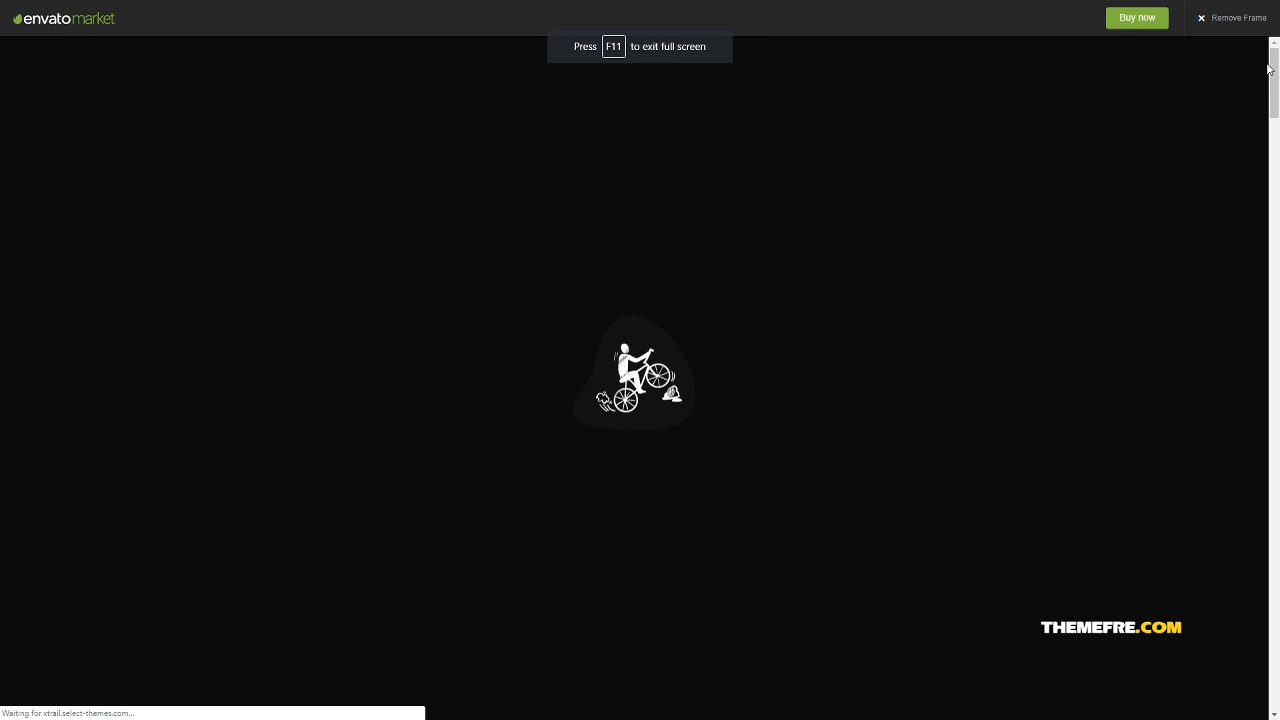 envatomarket
Buy now
Remove Frame
Press F11 to exit full screen
THEMEFRE.COM
Waiting for xtrail.select-themes.com...